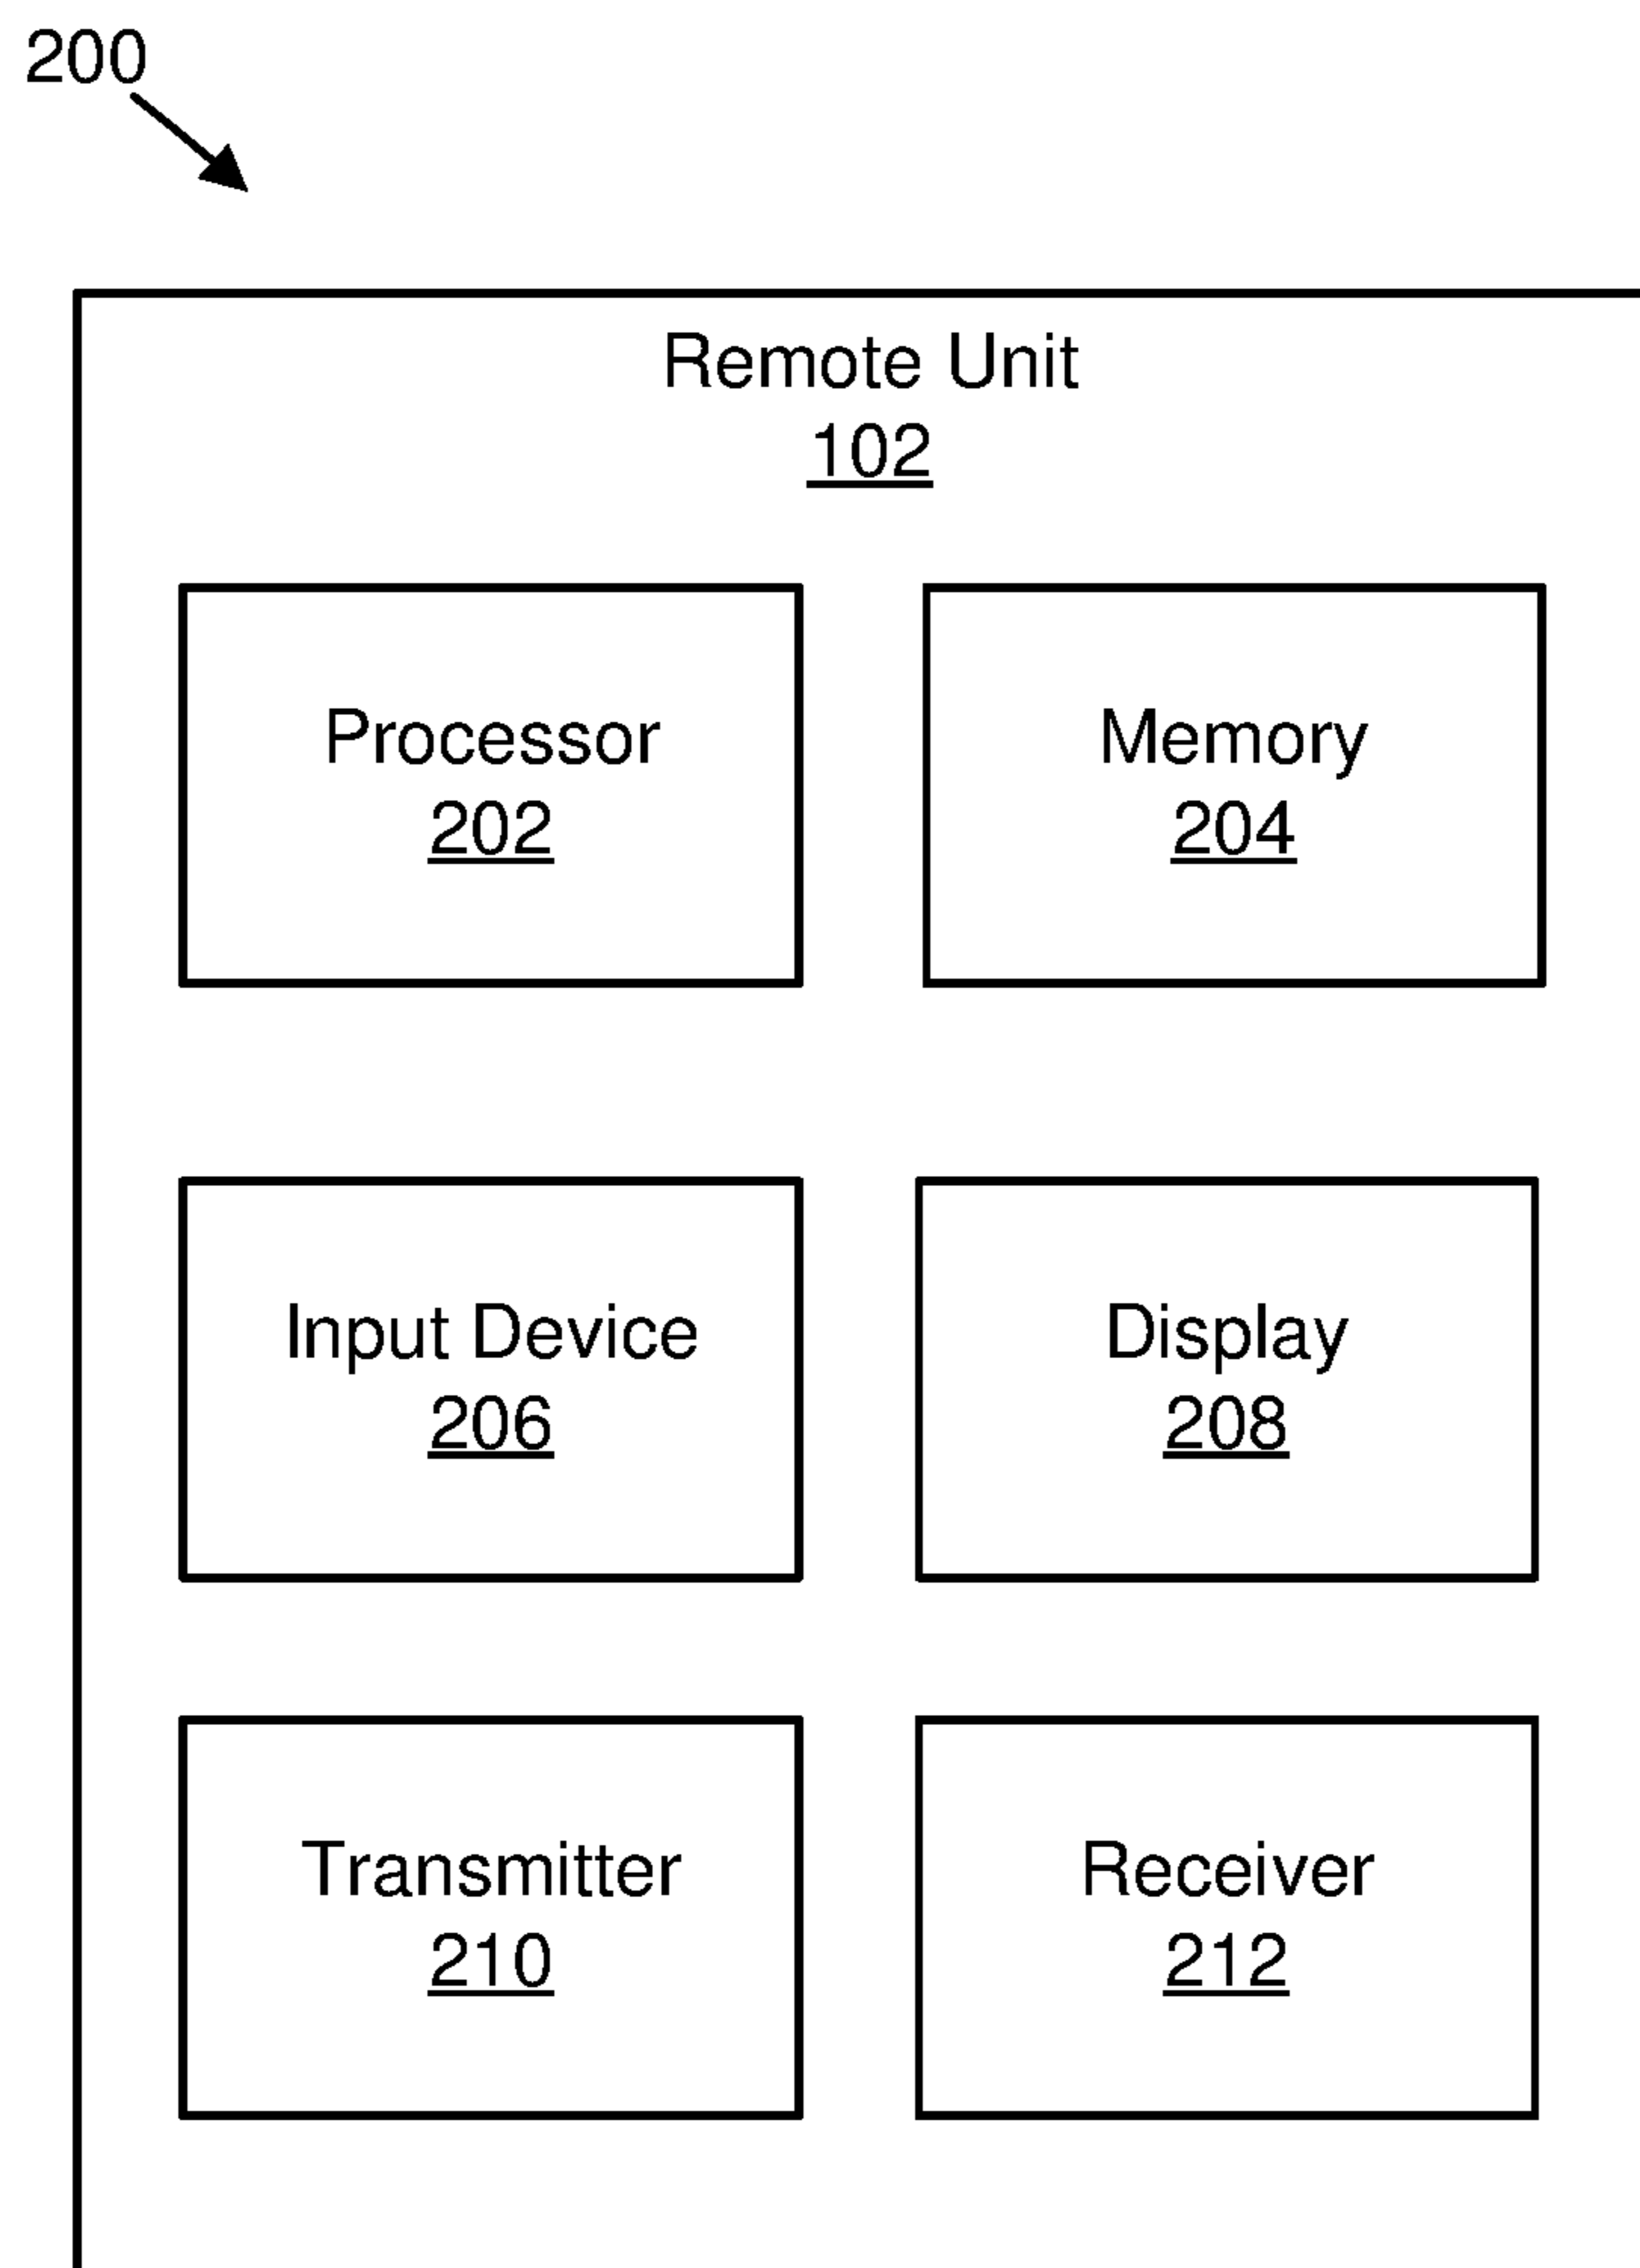 200
Remote Unit
102
Processor
202
Memory
204
Input Device
206
Display
208
Transmitter
210
Receiver
212